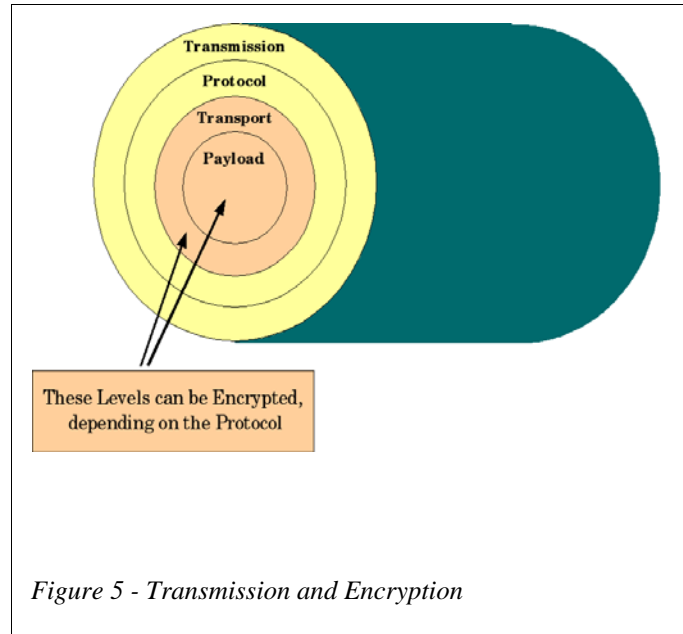 Transmission
Protocol
Transport
Payload
These Levels can be Encrypted,
depending on the Protocol
Figure 5 - Transmission and Encryption